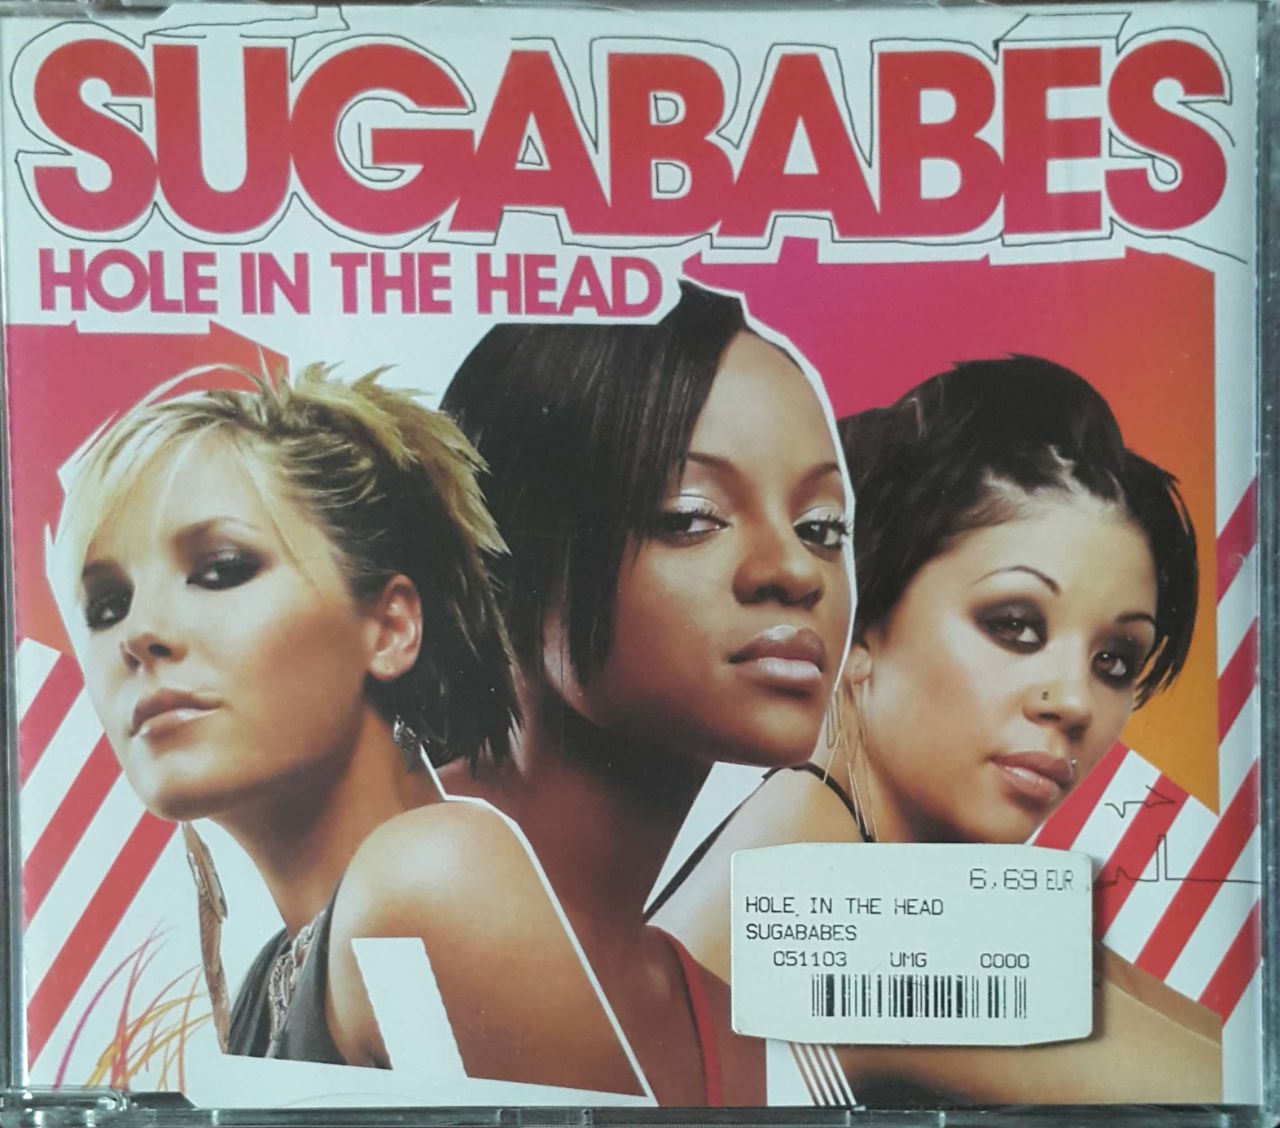 SUGABABES
HOLE IN THE HEAD
6,69 EUR
HOLE IN THE HEAD
SUGABABES
051103 UMG C000